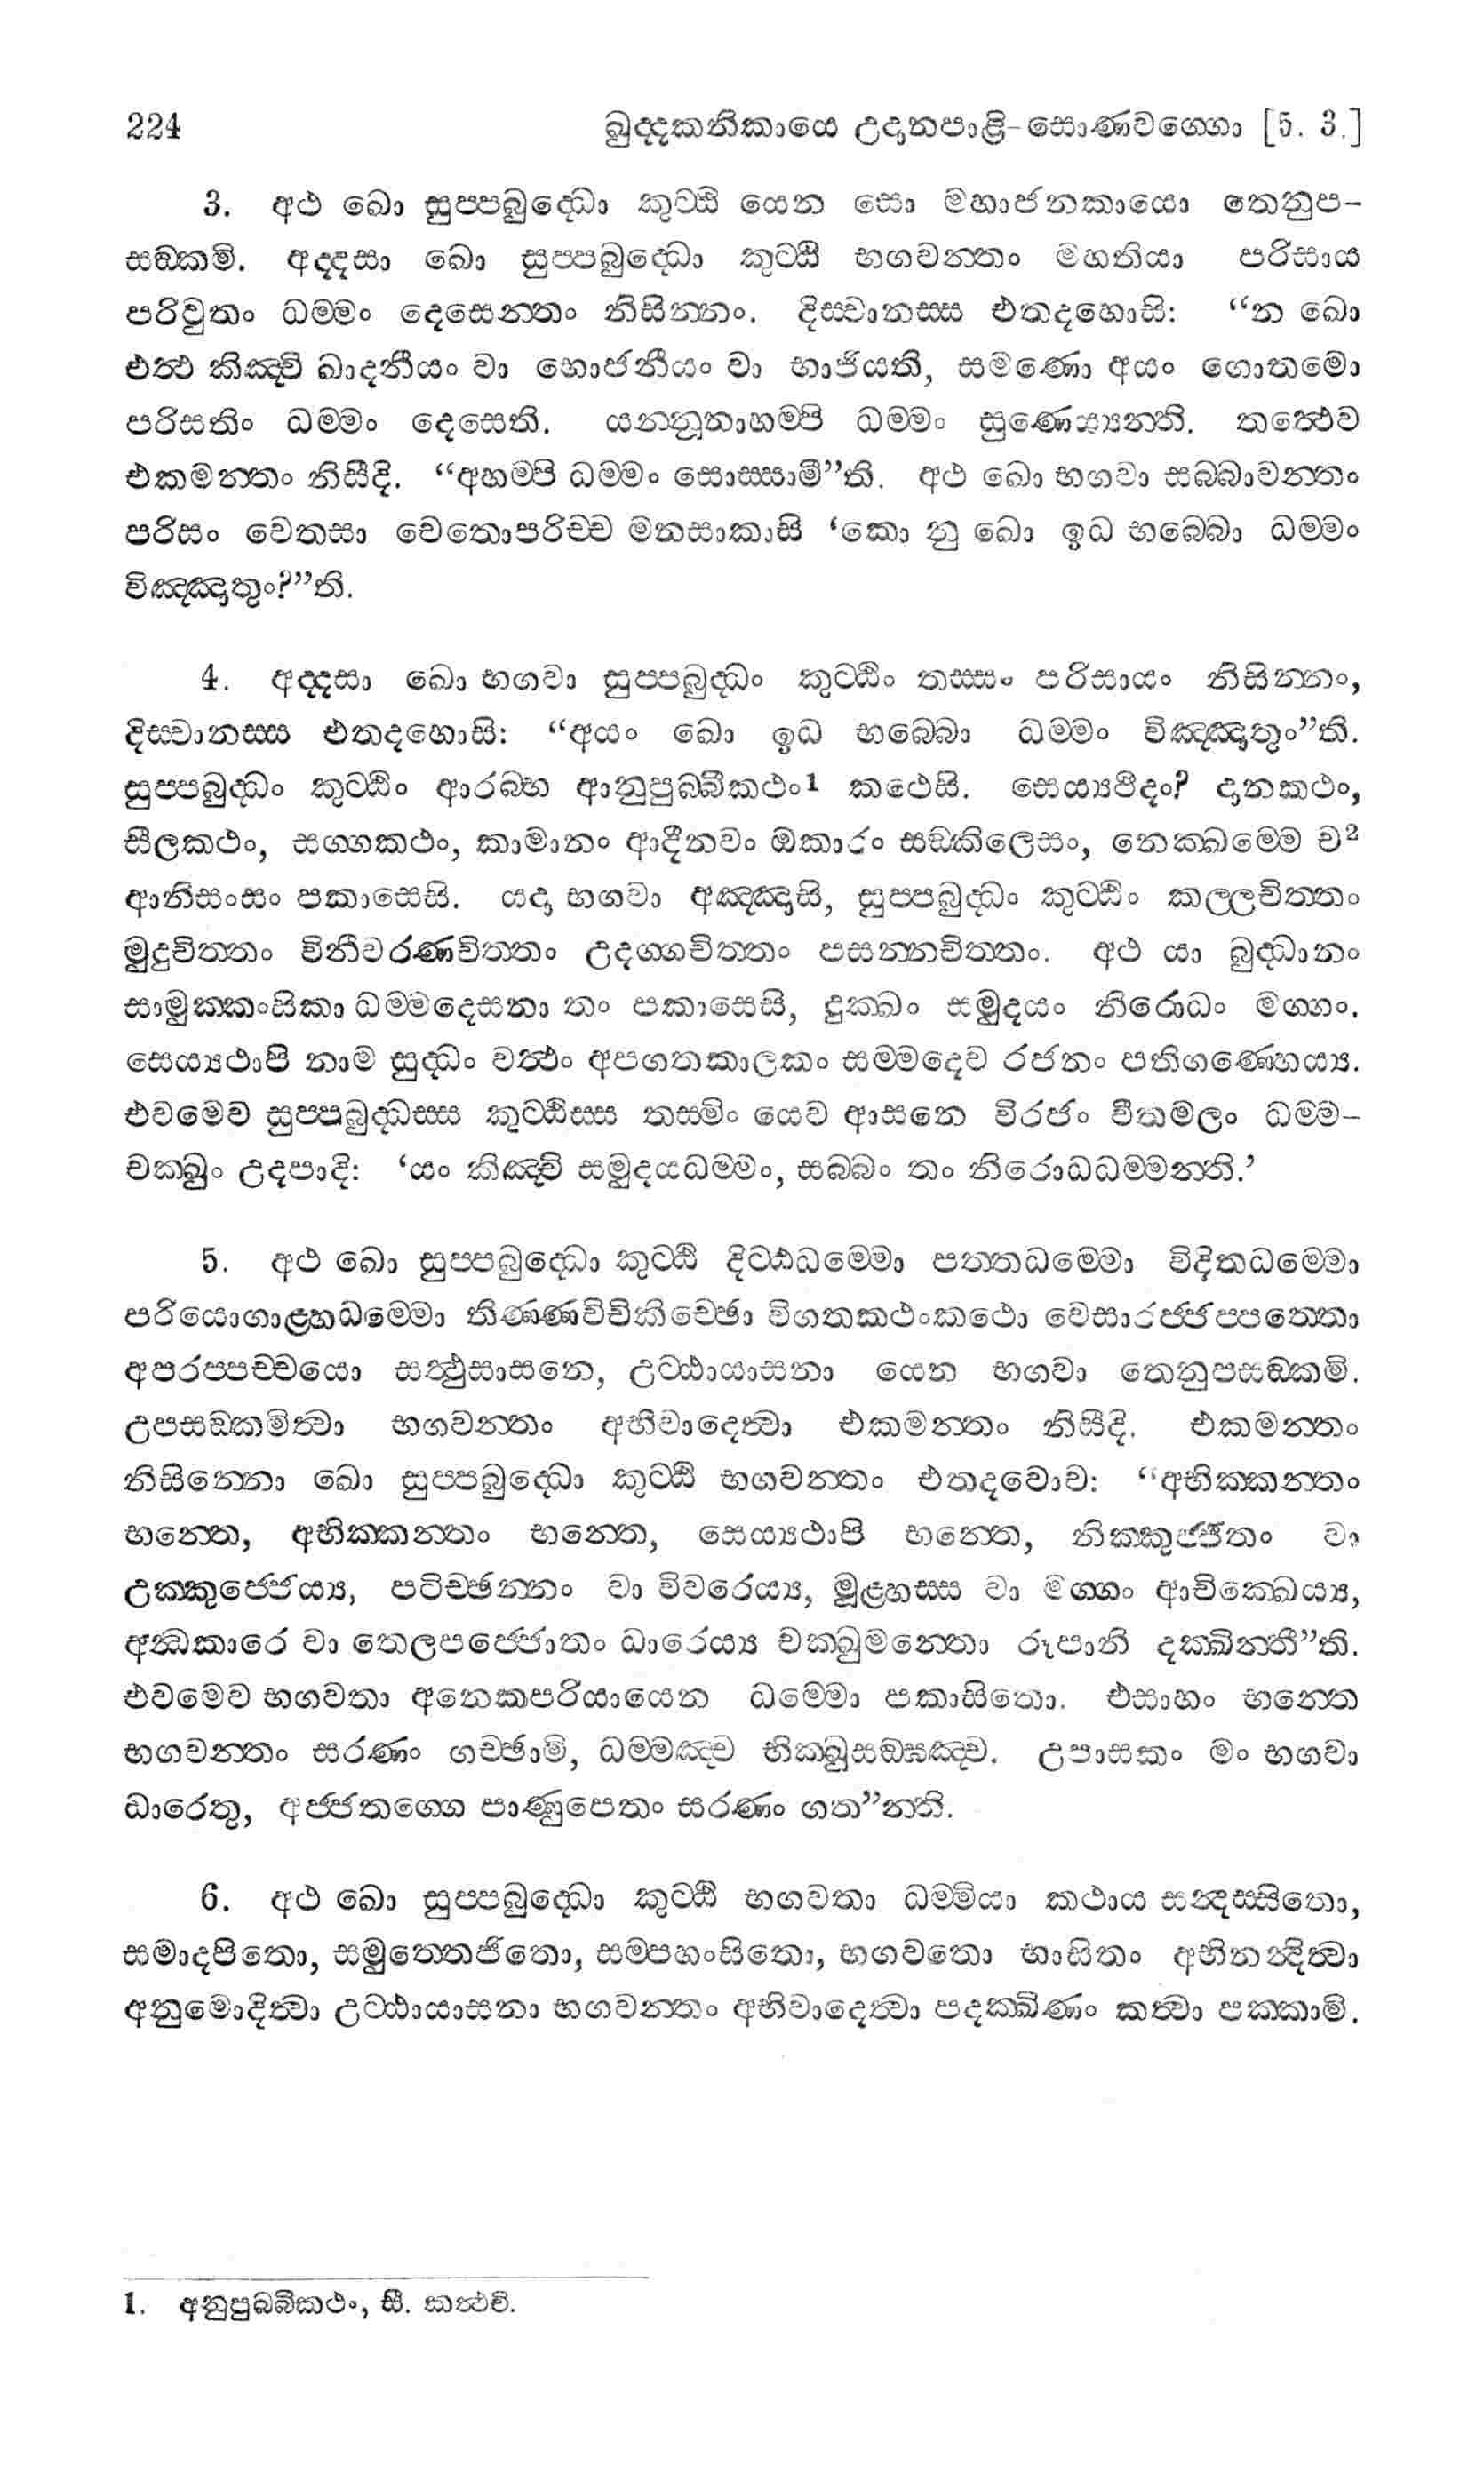 224 ඛුද්දකනිකායෙ උදානපාළි-සොණවග්ගො [5. 3.]
3. අථ ඛො සුප්පබුද්ධො කුට්ඨි යෙන සො මහාජනකායො තෙනුප-
සඞ්කමි. අද්දසා ඛො සුප්පබුද්ධො කුට්ඨි භගවන්තං මහතියා පරිසාය
පරිවුතං ධම්මං දෙසෙන්තං නිසින්නං. දිස්වානස්ස එතදහොසි: “න ඛො
එත්ථ කිඤ්චි ඛාදනීයං වා භොජනීයං වා භාජියති, සමණො අයං ගොතමො
පරිසතිං ධම්මං දෙසෙති. යන්නූනාහම්පි ධම්මං සුණෙය්‍යන්ති. තත්ථෙව
එකමන්තං නිසීදි. “අහම්පි ධම්මං සොස්සාමී”ති. අථ ඛො භගවා සබ්බාවන්තං
පරිසං චෙතසා චෙතොපරිච්ච මනසාකාසි ‘කො නු ඛො ඉධ භබ්බො ධම්මං
විඤ්ඤාතුං?”ති.
4. අද්දසා ඛො භගවා සුප්පබුද්ධං කුට්ඨිං තස්සං පරිසායං නිසින්නං,
දිස්වානස්ස එතදහොසි: “අයං ඛො ඉධ භබ්බො ධම්මං විඤ්ඤාතුං”ති.
සුප්පබුද්ධං කුට්ඨිං ආරබ්භ ආනුපුබ්බීකථං1 කථෙසි. සෙය්‍යථිදං? දානකථං,
සීලකථං, සග්ගකථං, කාමානං ආදීනවං ඔකාරං සඞ්කිලෙසං, නෙක්ඛම්මෙ ච2
ආනිසංසං පකාසෙසි. යදා භගවා අඤ්ඤාසි, සුප්පබුද්ධං කුට්ඨිං කල්ලචිත්තං
මුදුචිත්තං විනීවරණචිත්තං උදග්ගචිත්තං පසන්නචිත්තං. අථ යා බුද්ධානං
සාමුක්කංසිකා ධම්මදෙසනා තං පකාසෙසි, දුක්ඛං සමුදයං නිරොධං මග්ගං.
සෙය්‍යථාපි නාම සුද්ධං වත්ථං අපගතකාලකං සම්මදෙව රජනං පතිගණ්හෙය්‍ය.
එවමෙව සුප්පබුද්ධස්ස කුට්ඨිස්ස තස්මිං යෙව ආසනෙ විරජං වීතමලං ධම්ම-
චක්ඛුං උදපාදි: ‘යං කිඤ්චි සමුදයධම්මං, සබ්බං තං නිරොධධම්මන්ති.’
5. අථ ඛො සුප්පබුද්ධො කුට්ඨි දිට්ඨධම්මො පත්තධම්මො විදිතධම්මො
පරියොගාළ්හධම්මො තිණ්ණවිචිකිච්ඡො විගතකථංකථො වෙසාරජ්ජප්පත්තො
අපරප්පච්චයො සත්ථුසාසනෙ, උට්ඨායාසනා යෙන භගවා තෙනුපසඞ්කමි.
උපසඞ්කමිත්වා භගවන්තං අභිවාදෙත්වා එකමන්තං නිසීදි. එකමන්තං
නිසින්නො ඛො සුප්පබුද්ධො කුට්ඨි භගවන්තං එතදවොච: “අභික්කන්තං
භන්තෙ, අභික්කන්තං භන්තෙ, සෙය්‍යථාපි භන්තෙ, නික්කුජ්ජිතං වා
උක්කුජ්ජෙය්‍ය, පටිච්ඡන්නං වා විවරෙය්‍ය, මූළ්හස්ස වා මග්ගං ආචික්ඛෙය්‍ය,
අන්ධකාරෙ වා තෙලපජ්ජොතං ධාරෙය්‍ය චක්ඛුමන්තො රූපානි දක්ඛින්තී”ති.
එවමෙව භගවතා අනෙකපරියායෙන ධම්මො පකාසිතො. එසාහං භන්තෙ
භගවන්තං සරණං ගච්ඡාමි, ධම්මඤ්ච භික්ඛුසඞ්ඝඤ්ච. උපාසකං මං භගවා
ධාරෙතු, අජ්ජතග්ගෙ පාණුපෙතං සරණං ගත”න්ති.
6. අථ ඛො සුප්පබුද්ධො කුට්ඨි භගවතා ධම්මියා කථාය සන්දස්සිතො,
සමාදපිතො, සමුත්තෙජිතො, සම්පහංසිතො, භගවතො භාසිතං අභිනන්දිත්වා
අනුමොදිත්වා උට්ඨායාසනා භගවන්තං අභිවාදෙත්වා පදක්ඛිණං කත්වා පක්කාමි.
1. අනුපුබ්බිකථං, සී. කත්ථචි.